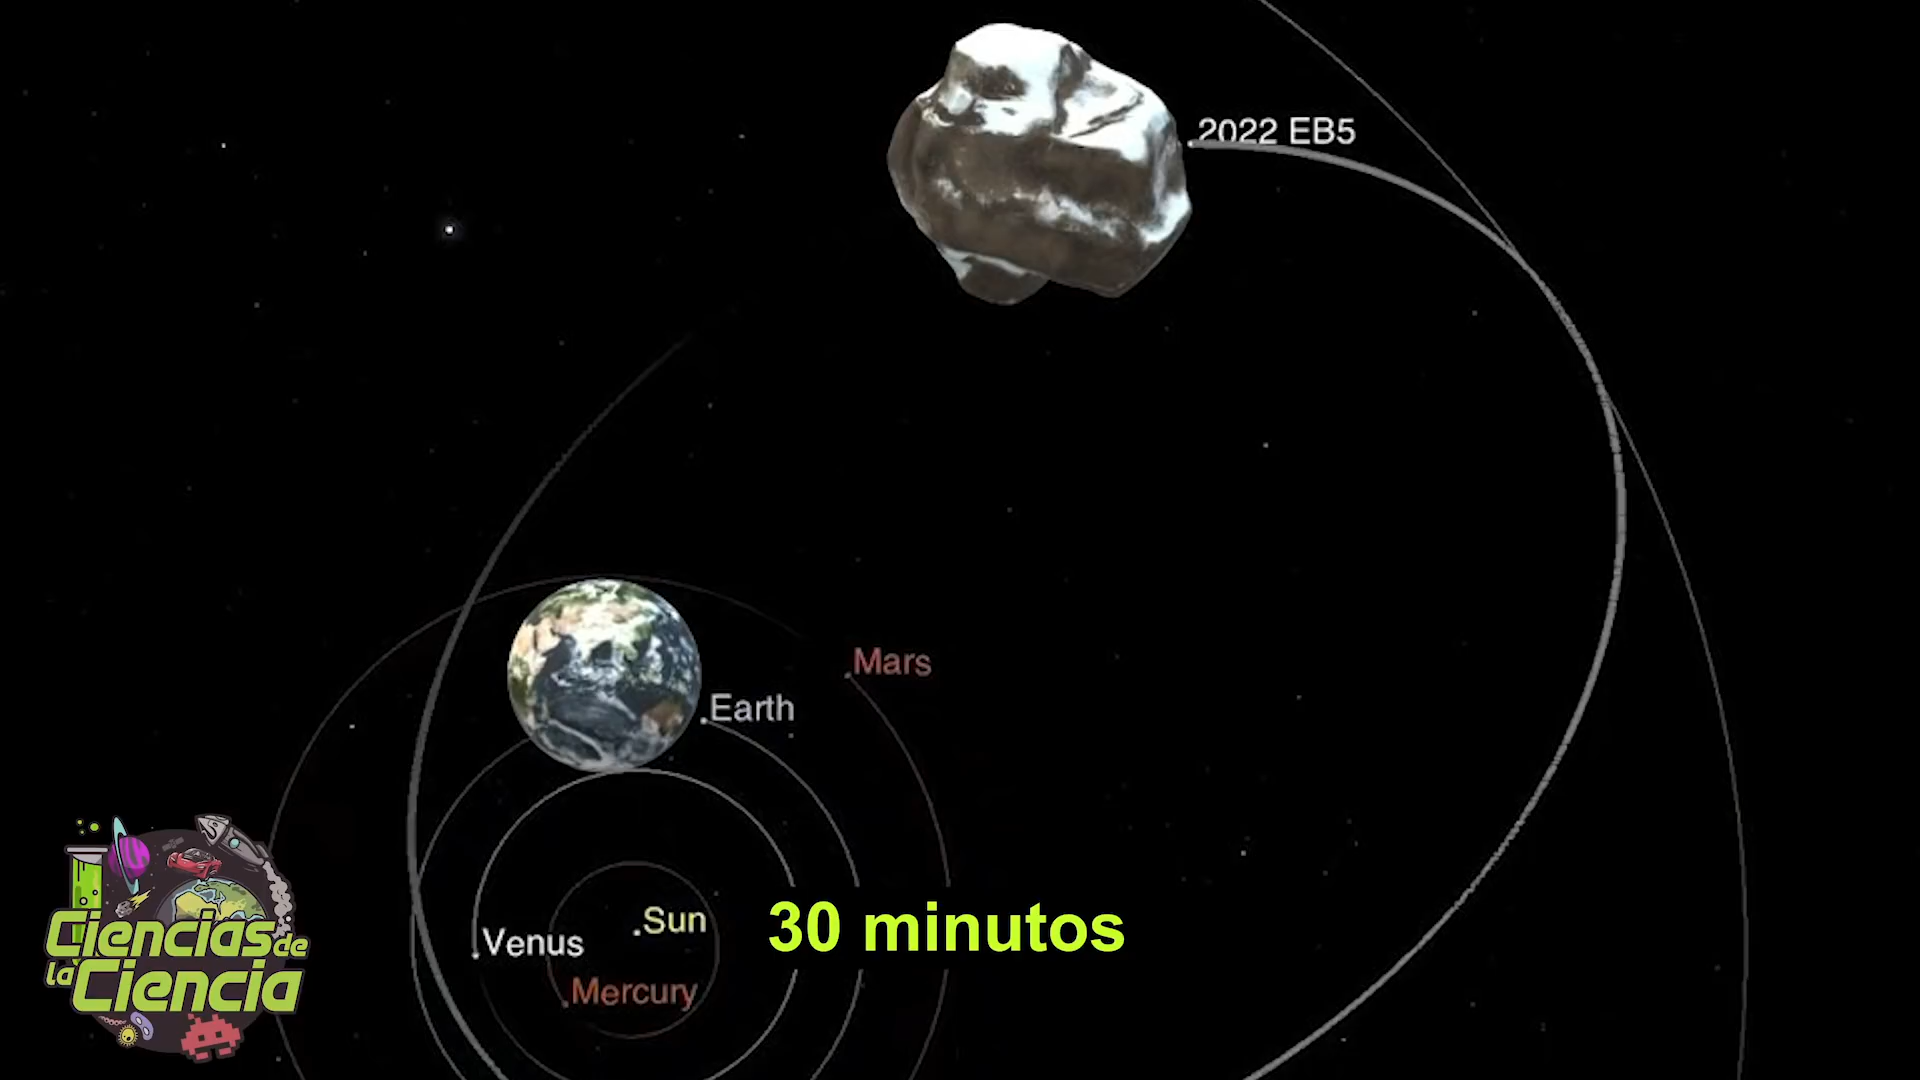 2022 EB5
Mars
Earth
Sun
Venus
Mercury
30 minutos
Ciencias de
la Ciencia